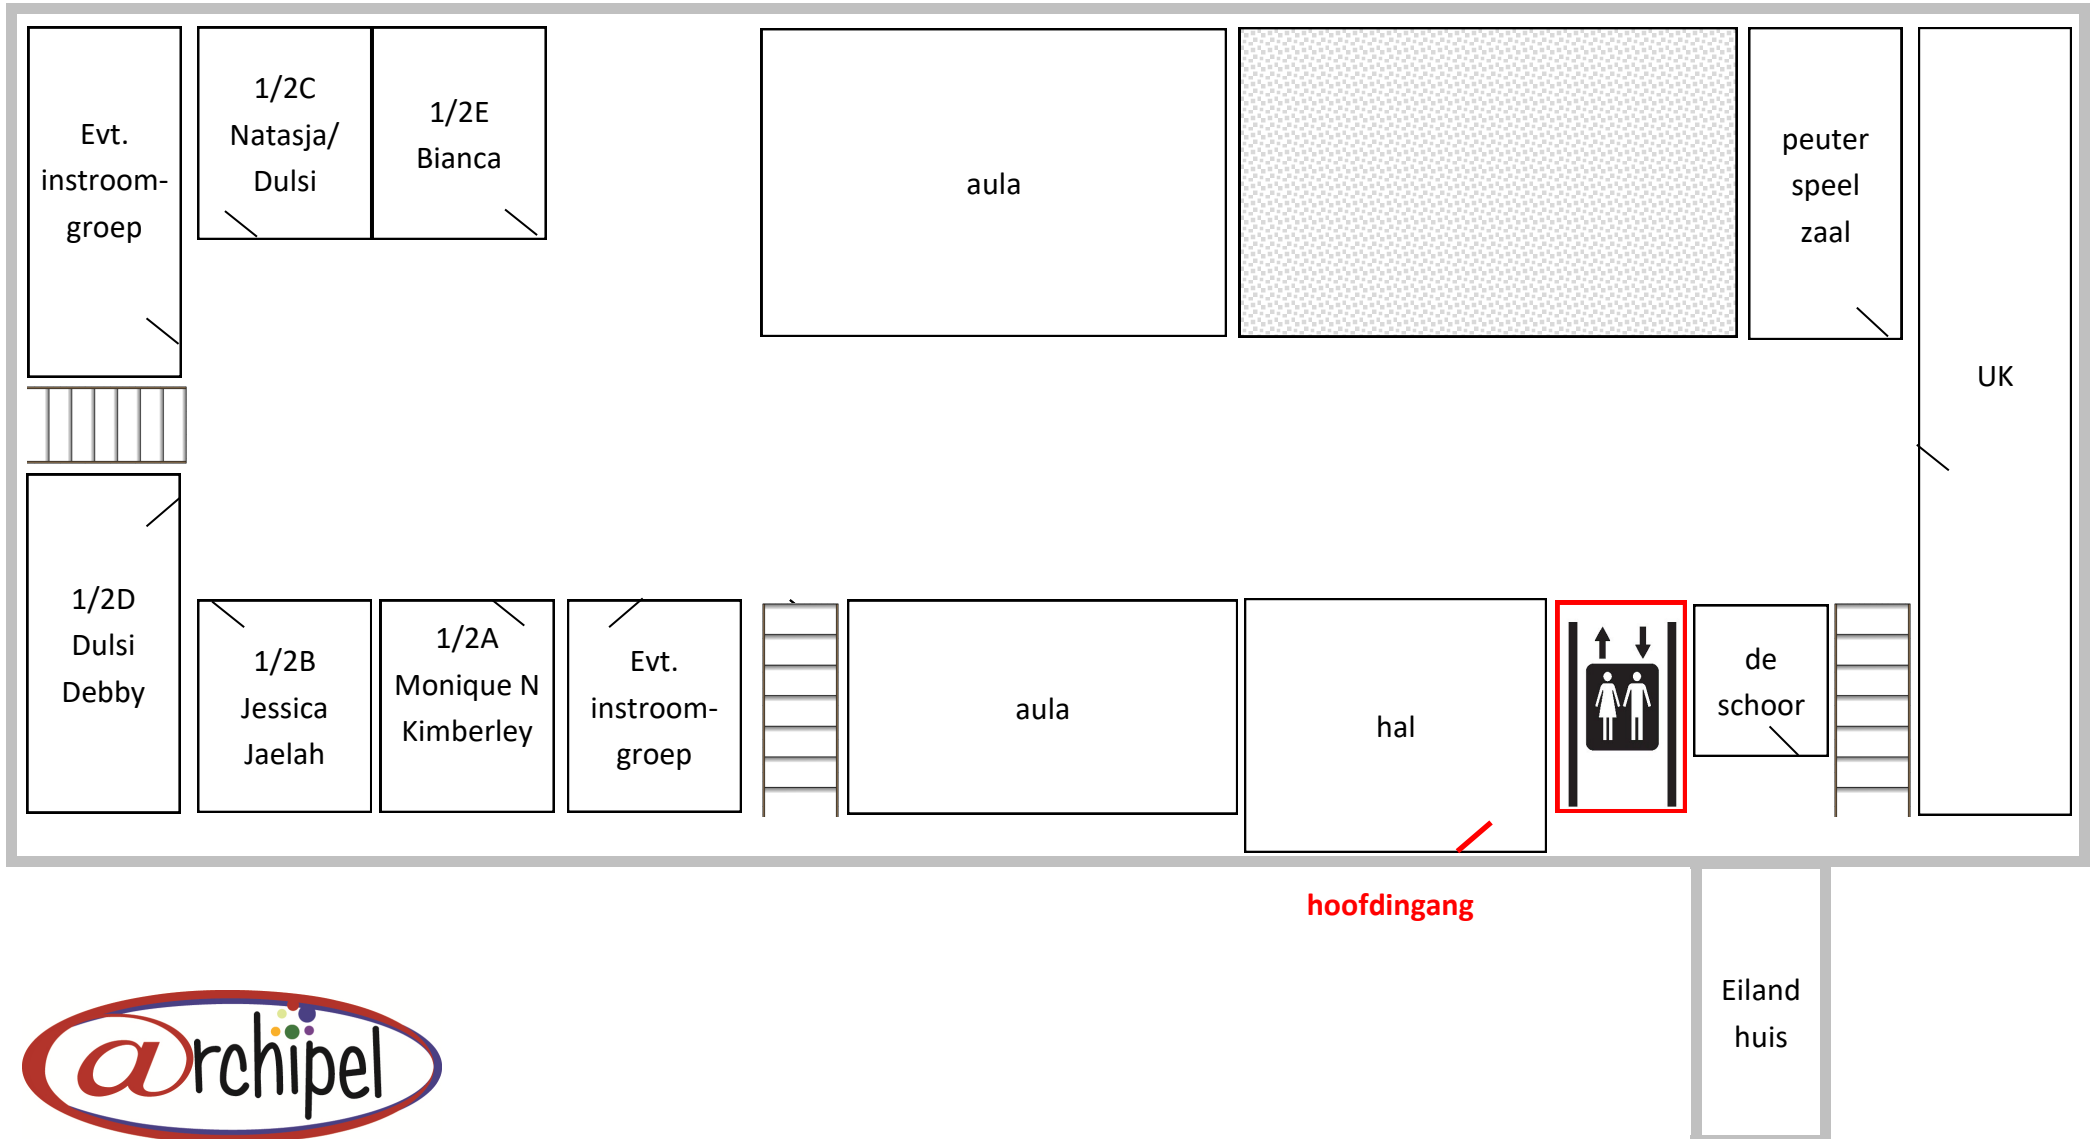 Evt.
instroom-
groep
1/2C
Natasja/
Dulsi
1/2E
Bianca
aula
peuter
speel
zaal
UK
1/2D
Dulsi
Debby
1/2B
Jessica
Jaelah
1/2A
Monique N
Kimberley
Evt.
instroom-
groep
aula
hal
de
schoor
hoofdingang
Eiland
huis
@rchipel